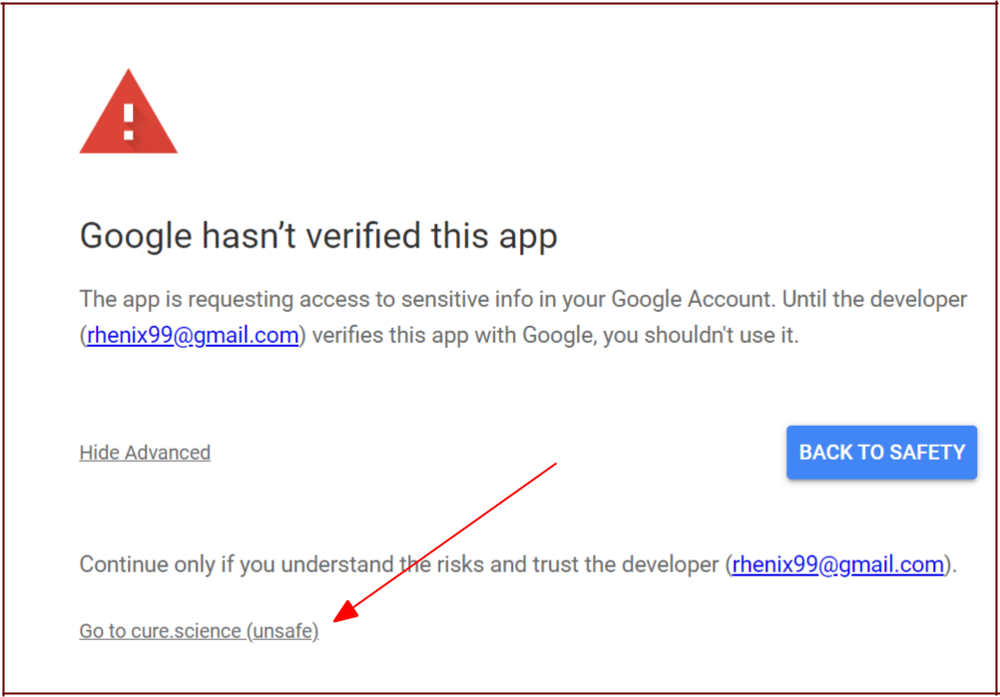 Google hasn’t verified this app
The app is requesting access to sensitive info in your Google Account. Until the developer
(rhenix99@gmail.com) verifies this app with Google, you shouldn't use it.
Hide Advanced
BACK TO SAFETY
Continue only if you understand the risks and trust the developer (rhenix99@gmail.com).
Go to cure.science (unsafe)